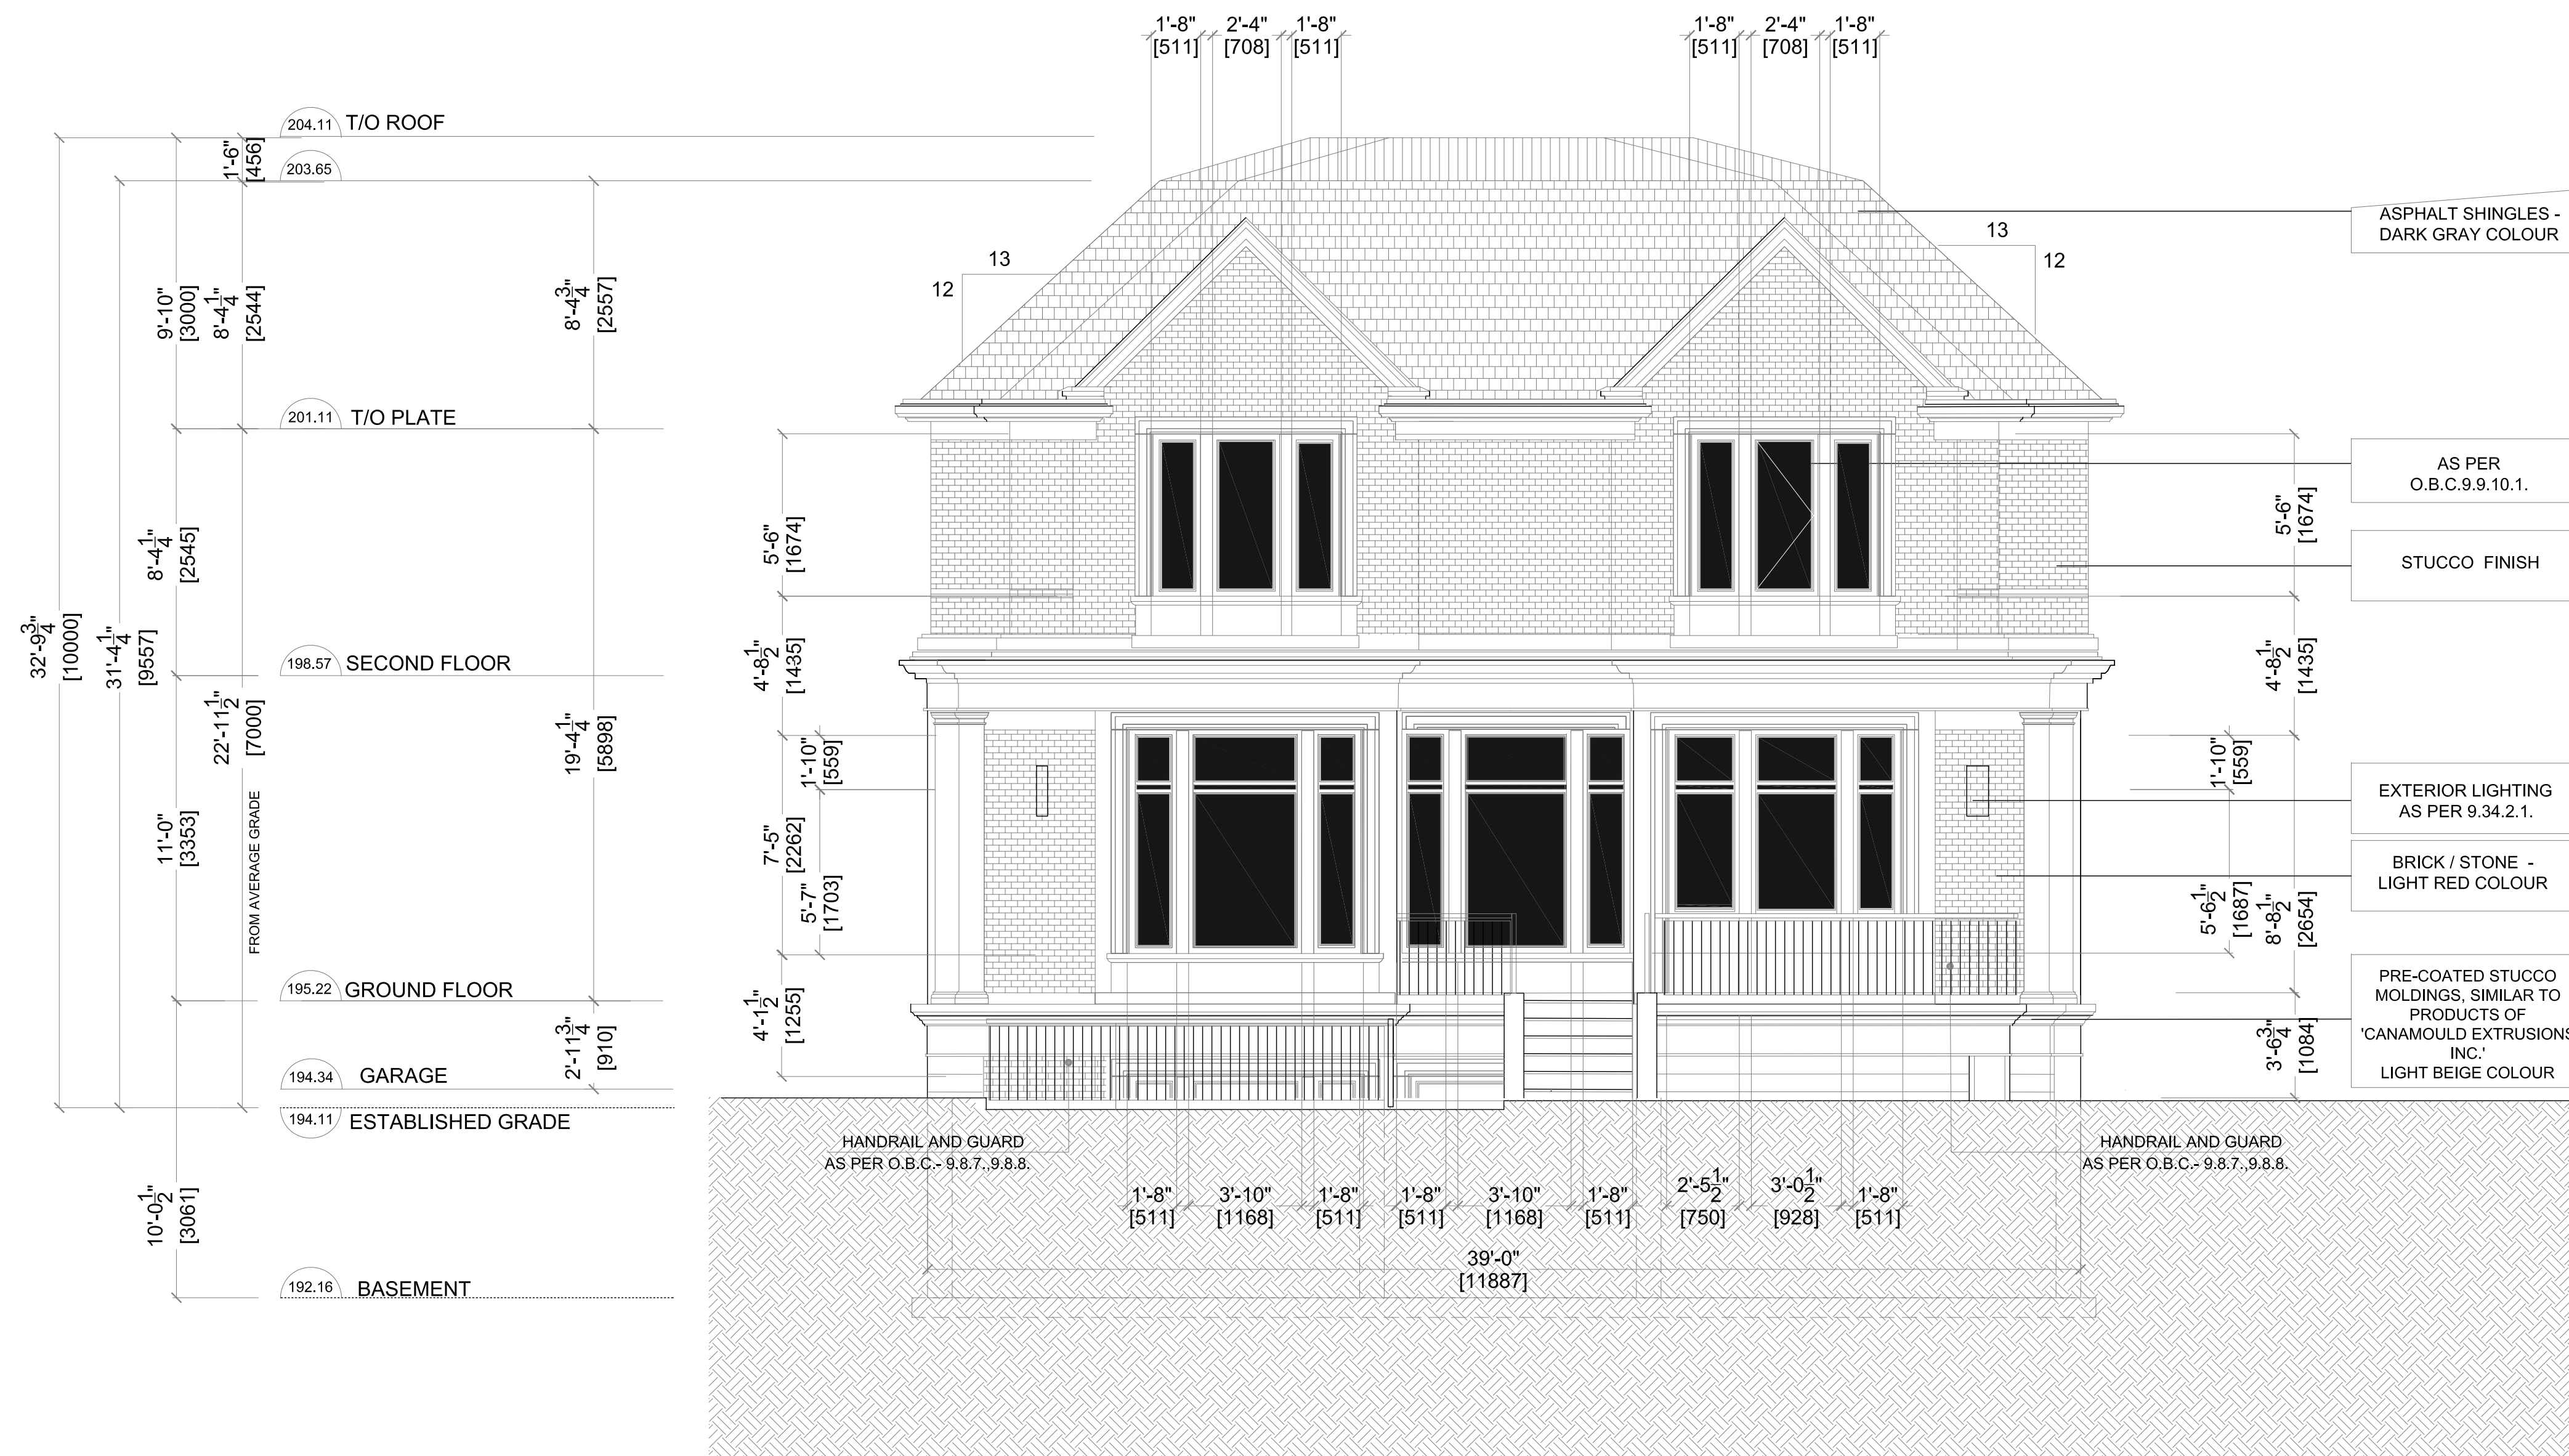 1'-8" 2'-4" 1'-8"
[511] [708] [511]
1'-8" 2'-4" 1'-8"
[511] [708] [511]
204.11 T/O ROOF
203.65
1'-6"
[456]
9'-10"
[3000]
8'-4 1/4"
[2544]
8'-4 3/4"
[2557]
201.11 T/O PLATE
8'-4 1/4"
[2545]
32'-9 3/4"
[10000]
31'-4 1/4"
[9557]
198.57 SECOND FLOOR
22'-11 1/2"
[7000]
FROM AVERAGE GRADE
19'-4 1/4"
[5898]
11'-0"
[3353]
195.22 GROUND FLOOR
2'-11 3/4"
[910]
194.34 GARAGE
194.11 ESTABLISHED GRADE
10'-0 1/2"
[3061]
192.16 BASEMENT
13
12
13
12
5'-6"
[1674]
4'-8 1/2"
[1435]
1'-10"
[559]
7'-5"
[2262]
5'-7"
[1703]
4'-1 1/2"
[1255]
5'-6"
[1674]
4'-8 1/2"
[1435]
1'-10"
[559]
5'-6 1/2"
[1687]
8'-8 1/2"
[2654]
3'-6 3/4"
[1084]
ASPHALT SHINGLES -
DARK GRAY COLOUR
AS PER
O.B.C.9.9.10.1.
STUCCO FINISH
EXTERIOR LIGHTING
AS PER 9.34.2.1.
BRICK / STONE -
LIGHT RED COLOUR
PRE-COATED STUCCO
MOLDINGS, SIMILAR TO
PRODUCTS OF
'CANAMOULD EXTRUSIONS
INC.'
LIGHT BEIGE COLOUR
HANDRAIL AND GUARD
AS PER O.B.C.- 9.8.7.,9.8.8.
HANDRAIL AND GUARD
AS PER O.B.C.- 9.8.7.,9.8.8.
1'-8" 3'-10" 1'-8" 1'-8" 3'-10" 1'-8" 2'-5 1/2" 3'-0 1/2" 1'-8"
[511] [1168] [511] [511] [1168] [511] [750] [928] [511]
39'-0"
[11887]